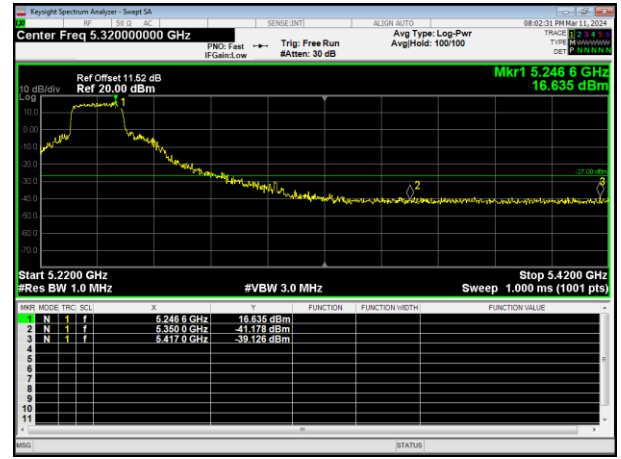 Keysight Spectrum Analyzer - Swept SA
RF 50 Ω AC SENSE:INT ALIGN AUTO 08:02:31 PM Mar 11, 2024
Center Freq 5.320000000 GHz Avg Type: Log-Pwr TRACE 1 2 3 4 5 6
PNO: Fast Trig: Free Run Avg|Hold: 100/100 TYPE M WWWWW
IFGain:Low #Atten: 30 dB DET P N N N N N
Mkr1 5.246 6 GHz
Ref Offset 11.52 dB
10 dB/div Ref 20.00 dBm 16.635 dBm
Log
1
10.0
0.00
-10.0
-20.0
-27.00 dBm
-30.0
2
3
-40.0
-50.0
-60.0
-70.0
Start 5.2200 GHz Stop 5.4200 GHz
#Res BW 1.0 MHz #VBW 3.0 MHz Sweep 1.000 ms (1001 pts)
MKR MODE TRC SCL X Y FUNCTION FUNCTION WIDTH FUNCTION VALUE
1 N 1 f 5.246 6 GHz 16.635 dBm
2 N 1 f 5.350 0 GHz -41.178 dBm
3 N 1 f 5.417 0 GHz -39.126 dBm
4
5
6
7
8
9
10
11
MSG STATUS